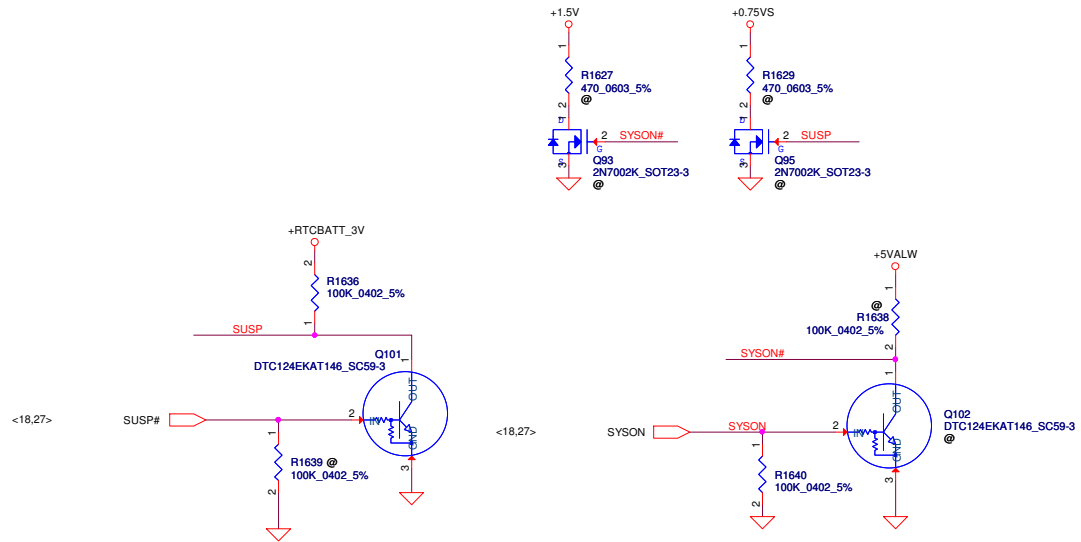 +1.5V
1
R1627
470_0603_5%
@
2
1
D
2
SYSON#
G
S
3
Q93
2N7002K_SOT23-3
@
+0.75VS
1
R1629
470_0603_5%
@
2
1
D
2
SUSP
G
S
3
Q95
2N7002K_SOT23-3
@
+RTCBATT_3V
2
R1636
100K_0402_5%
1
SUSP
Q101
1
DTC124EKAT146_SC59-3
OUT
<18,27>
SUSP#
2
IN
GND
1
R1639 @
100K_0402_5%
2
3
+5VALW
1
@
R1638
100K_0402_5%
2
SYSON#
1
OUT
Q102
DTC124EKAT146_SC59-3
@
<18,27>
SYSON
SYSON
2
IN
GND
1
R1640
100K_0402_5%
2
3